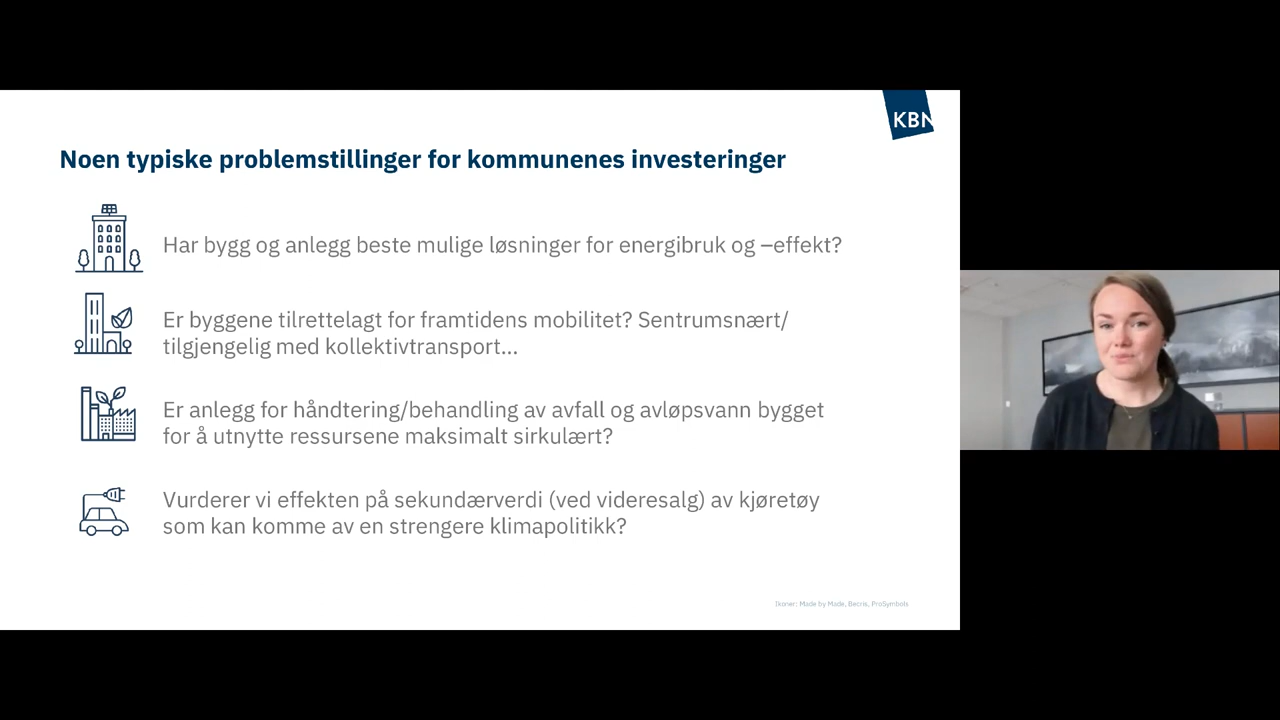 KBN
Noen typiske problemstillinger for kommunenes investeringer
Har bygg og anlegg beste mulige løsninger for energibruk og –effekt?
Er byggene tilrettelagt for framtidens mobilitet? Sentrumsnært/
tilgjengelig med kollektivtransport...
Er anlegg for håndtering/behandling av avfall og avløpsvann bygget
for å utnytte ressursene maksimalt sirkulært?
Vurderer vi effekten på sekundærverdi (ved videresalg) av kjøretøy
som kan komme av en strengere klimapolitikk?
Ikoner: Made by Made, Becris, ProSymbols